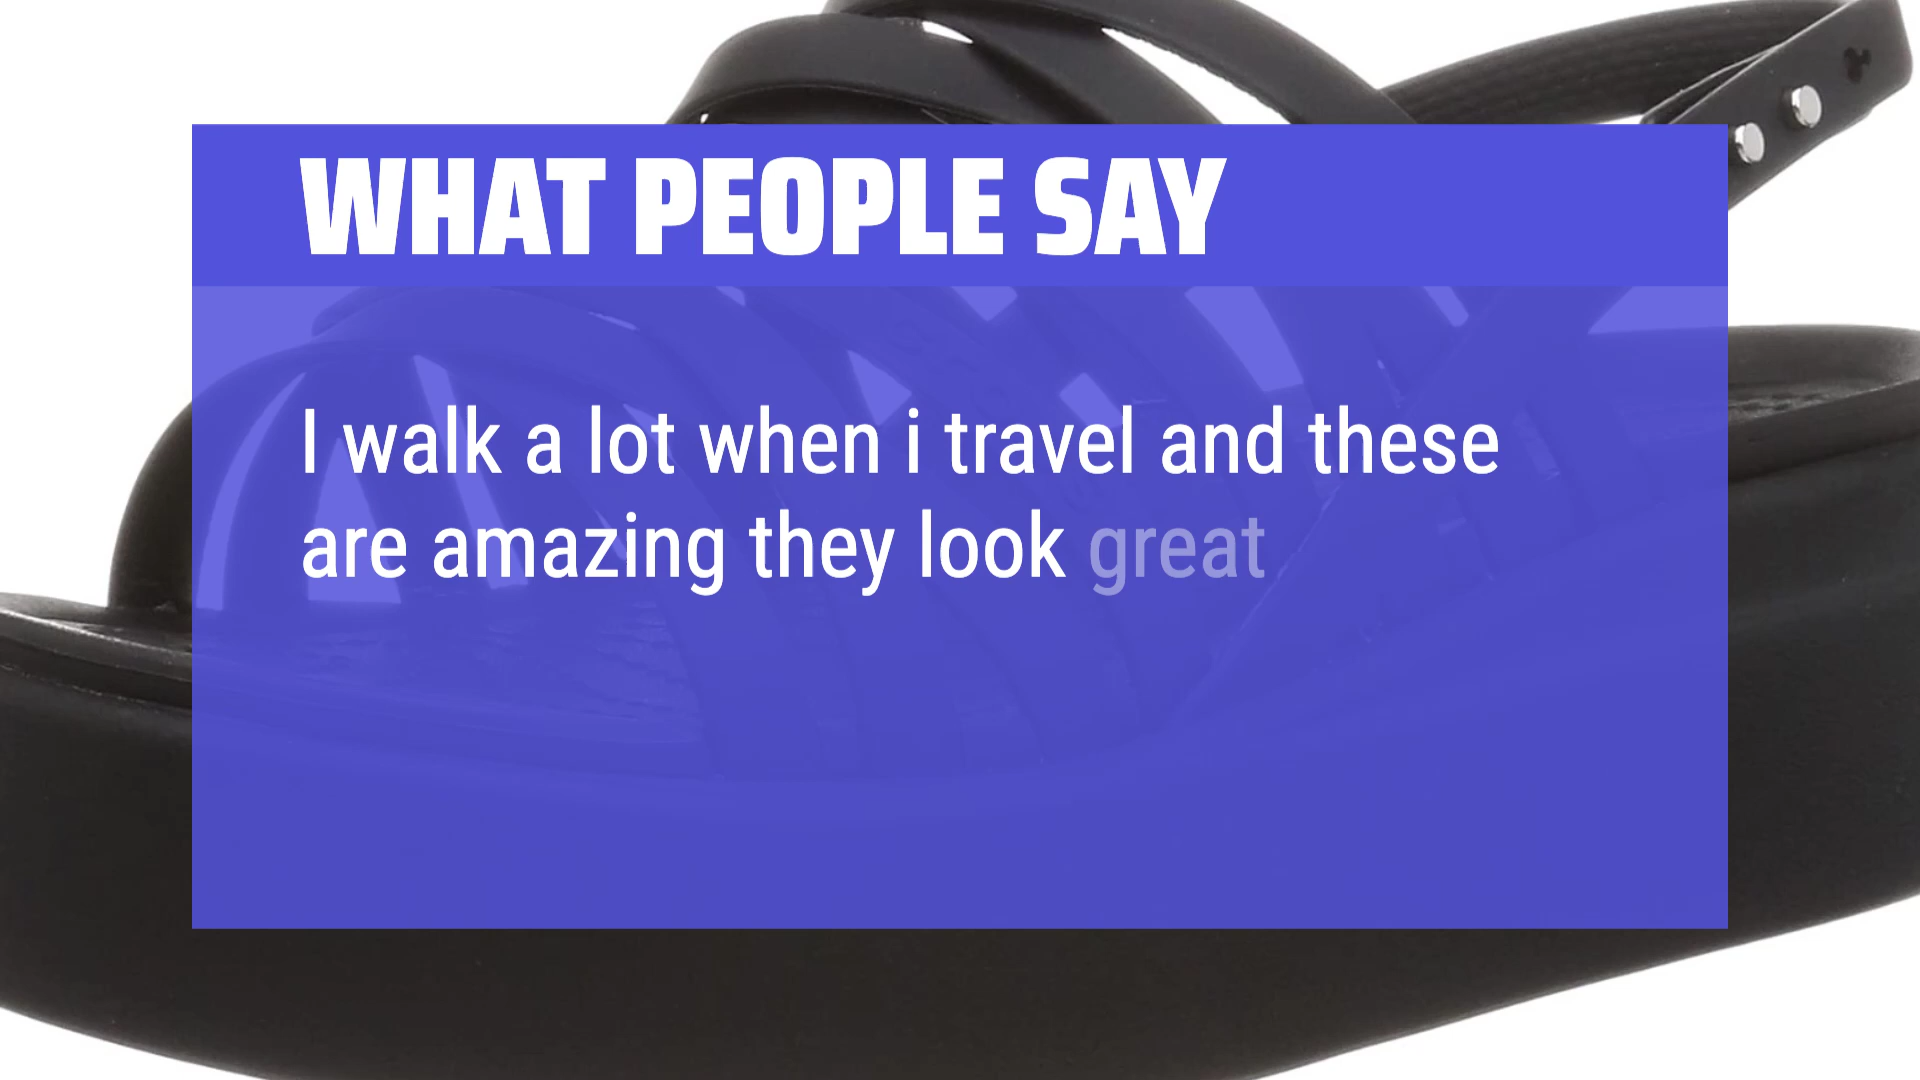 WHAT PEOPLE SAY
I walk a lot when i travel and these
are amazing they look great